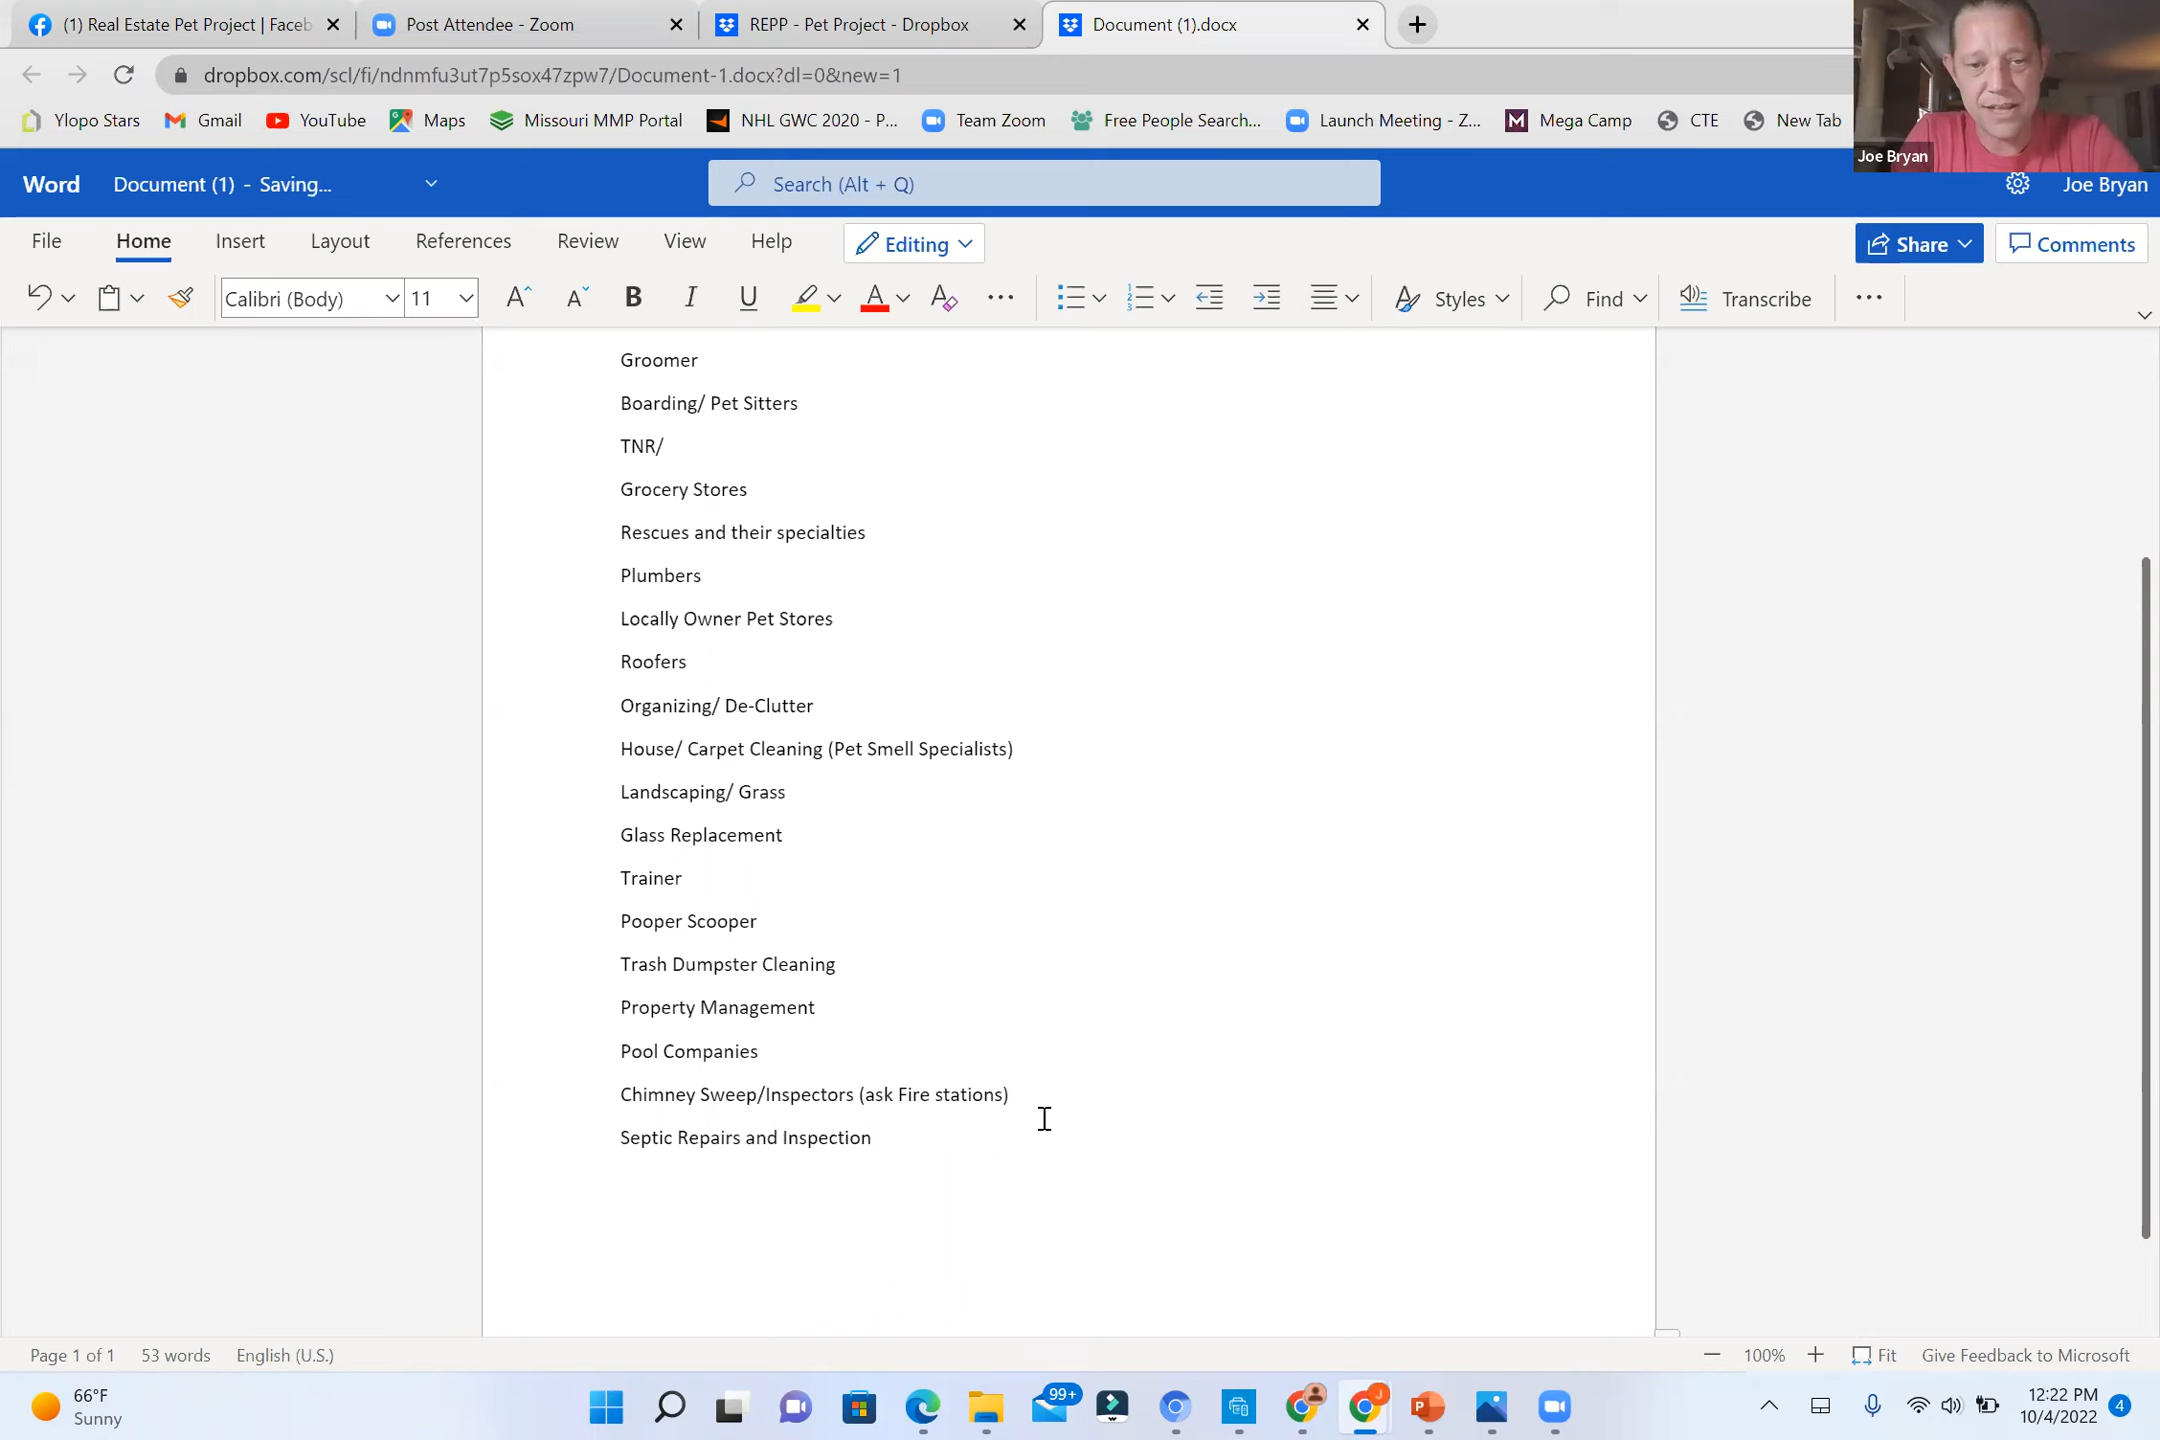 (1) Real Estate Pet Project | Faceb
Post Attendee - Zoom
REPP - Pet Project - Dropbox
Document (1).docx
dropbox.com/scl/fi/ndnmfu3ut7p5sox47zpw7/Document-1.docx?dl=0&new=1
Ylopo Stars
Gmail
YouTube
Maps
Missouri MMP Portal
NHL GWC 2020 - P...
Team Zoom
Free People Search...
Launch Meeting - Z...
Mega Camp
CTE
New Tab
Joe Bryan
Word
Document (1) - Saving...
Search (Alt + Q)
Joe Bryan
File
Home
Insert
Layout
References
Review
View
Help
Editing
Share
Comments
Calibri (Body)
11
Styles
Find
Transcribe
Groomer
Boarding/ Pet Sitters
TNR/
Grocery Stores
Rescues and their specialties
Plumbers
Locally Owner Pet Stores
Roofers
Organizing/ De-Clutter
House/ Carpet Cleaning (Pet Smell Specialists)
Landscaping/ Grass
Glass Replacement
Trainer
Pooper Scooper
Trash Dumpster Cleaning
Property Management
Pool Companies
Chimney Sweep/Inspectors (ask Fire stations)
Septic Repairs and Inspection
Page 1 of 1
53 words
English (U.S.)
100%
Fit
Give Feedback to Microsoft
66°F
Sunny
99+
J
12:22 PM
10/4/2022
4